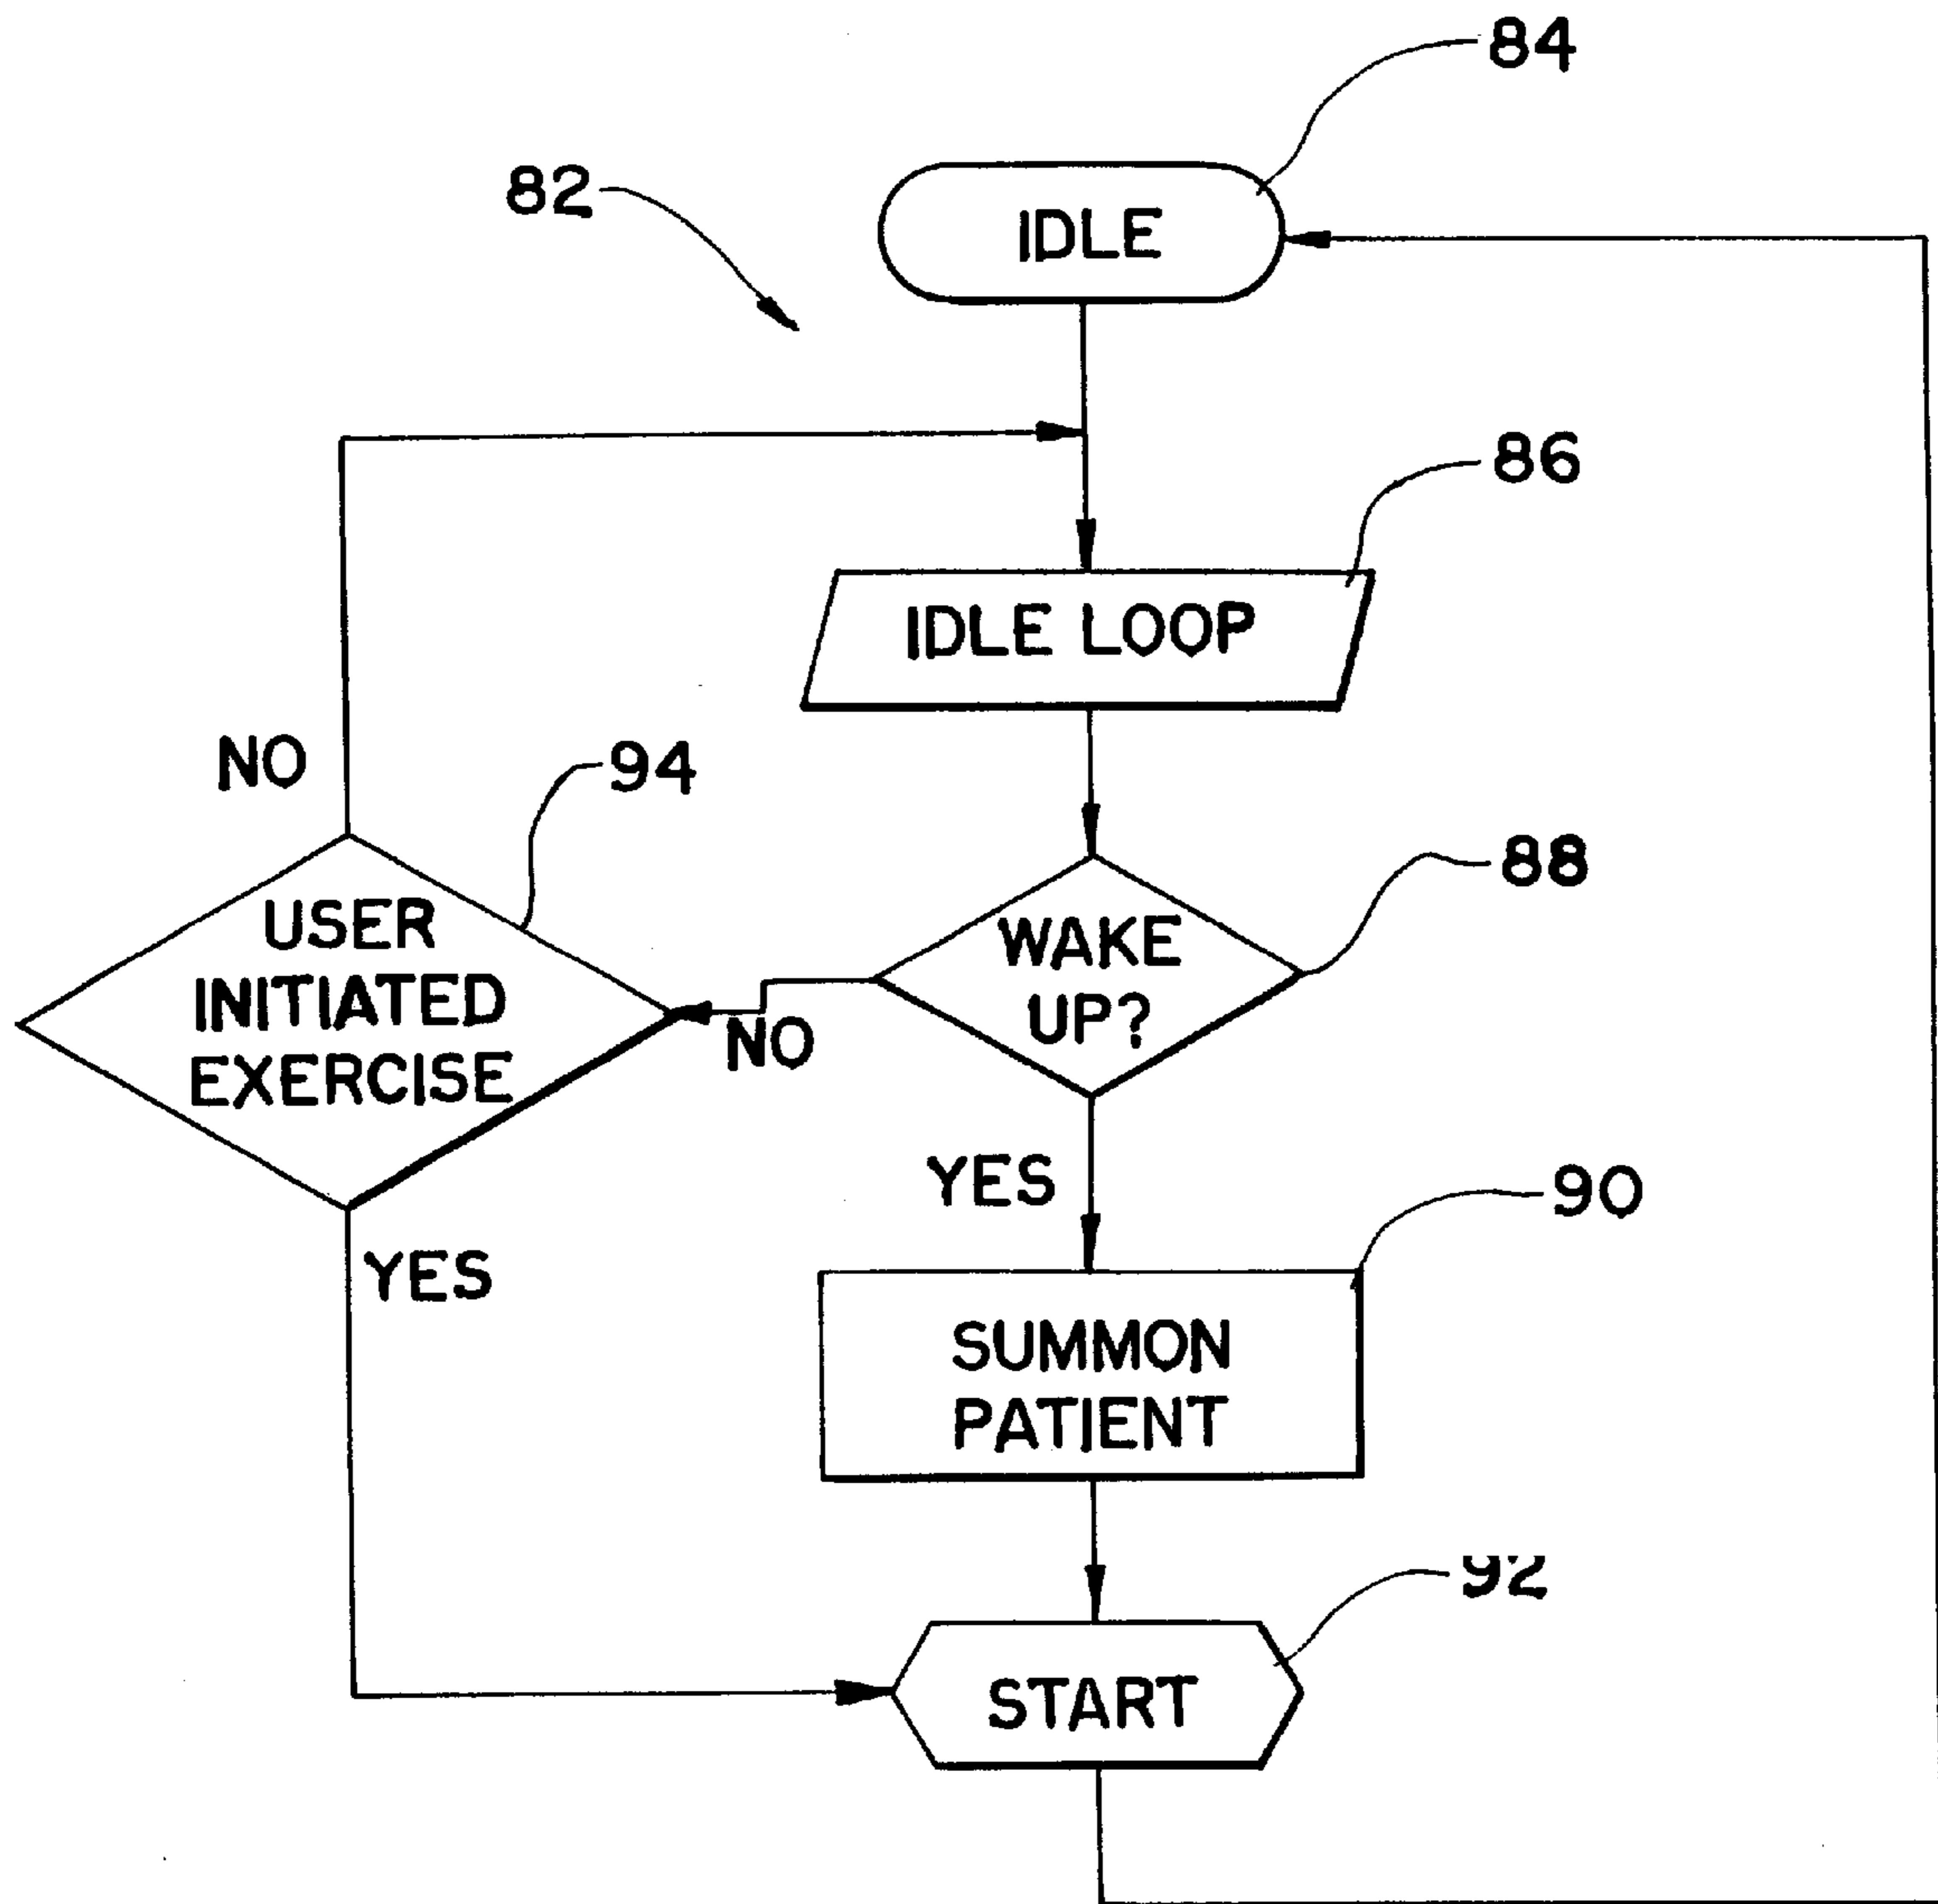 84
82
IDLE
86
IDLE LOOP
NO
94
88
USER
INITIATED
EXERCISE
WAKE
UP?
NO
YES
90
YES
SUMMON
PATIENT
92
START